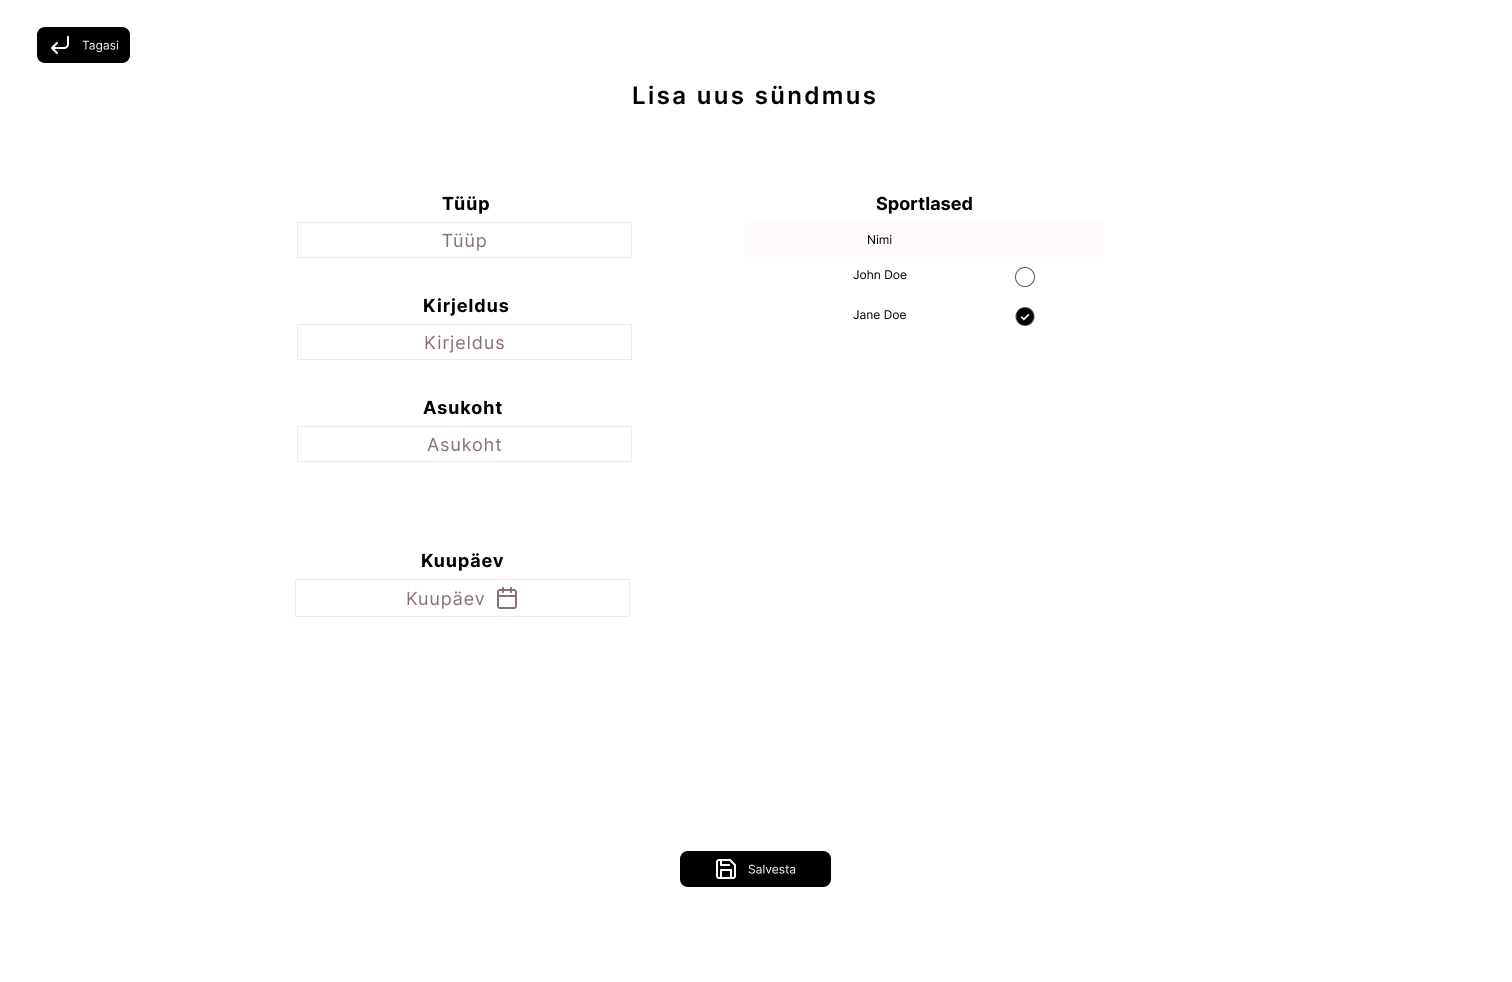 Tagasi
Lisa uus sündmus
Tüüp
Tüüp
Kirjeldus
Kirjeldus
Asukoht
Asukoht
Kuupäev
Kuupäev
Sportlased
Nimi
John Doe
Jane Doe
Salvesta